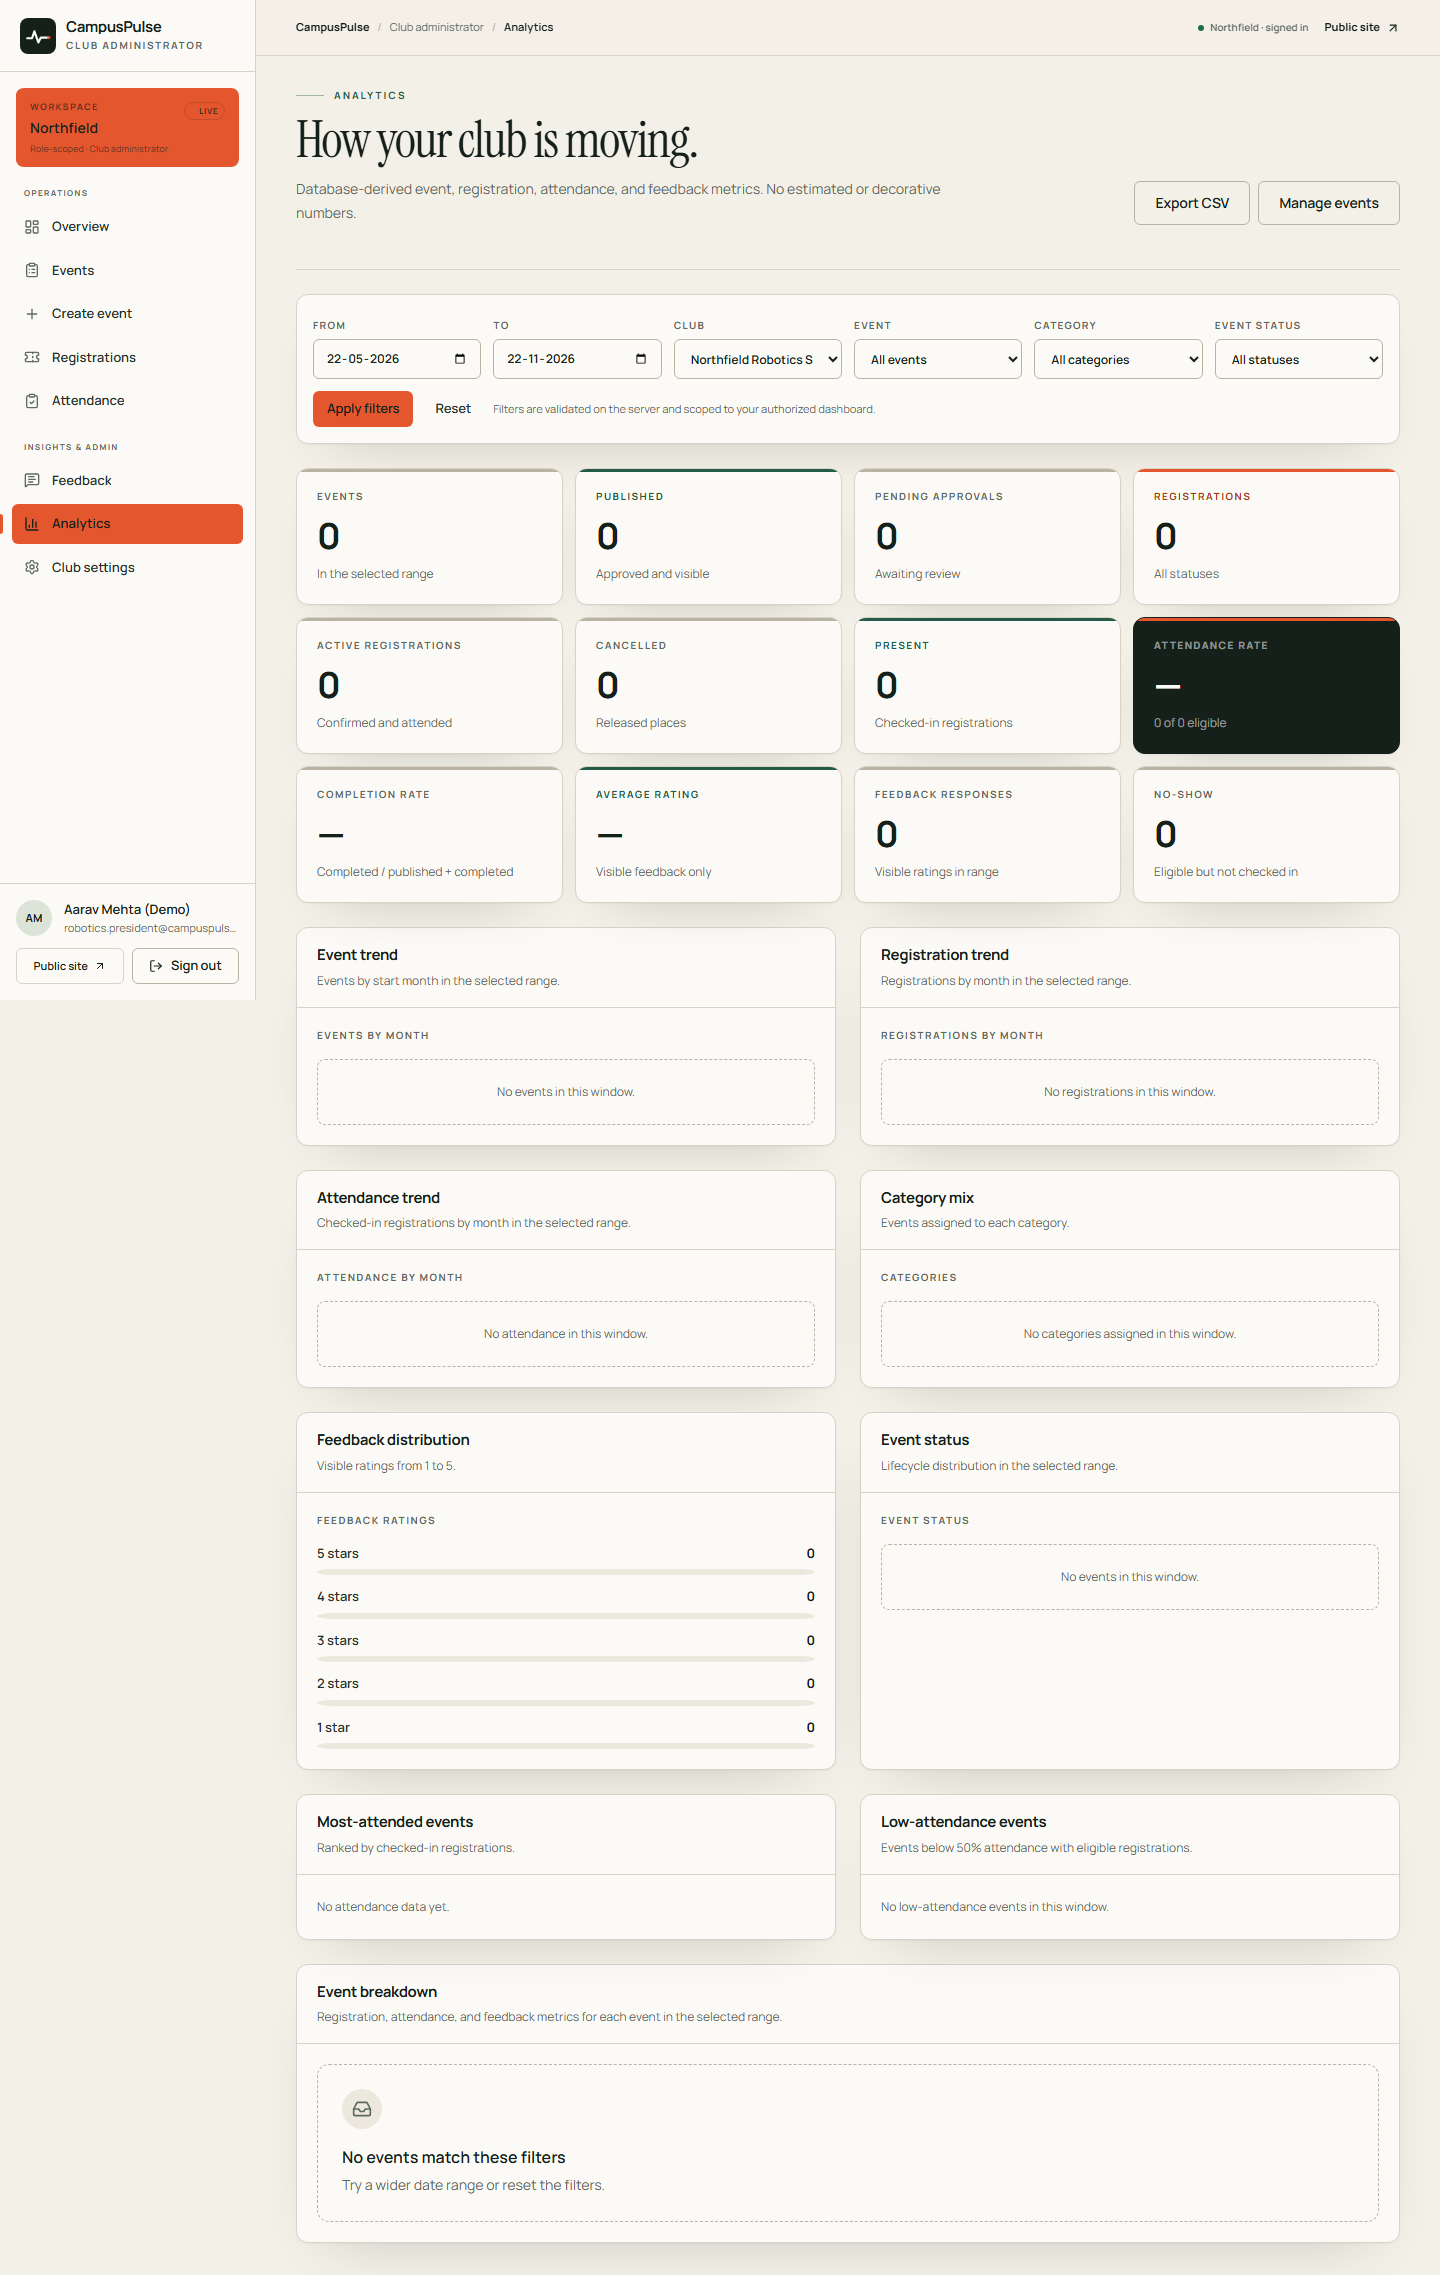 CampusPulse
CLUB ADMINISTRATOR
WORKSPACE
LIVE
Northfield
Role-scoped · Club administrator
OPERATIONS
Overview
Events
Create event
Registrations
Attendance
INSIGHTS & ADMIN
Feedback
Analytics
Club settings
AM
Aarav Mehta (Demo)
robotics.president@campuspuls...
Public site
Sign out
CampusPulse / Club administrator / Analytics
Northfield · signed in
Public site
ANALYTICS
How your club is moving.
Database-derived event, registration, attendance, and feedback metrics. No estimated or decorative
numbers.
Export CSV
Manage events
FROM
TO
CLUB
EVENT
CATEGORY
EVENT STATUS
22-05-2026
22-11-2026
Northfield Robotics S
All events
All categories
All statuses
Apply filters
Reset
Filters are validated on the server and scoped to your authorized dashboard.
EVENTS
0
In the selected range
PUBLISHED
0
Approved and visible
PENDING APPROVALS
0
Awaiting review
REGISTRATIONS
0
All statuses
ACTIVE REGISTRATIONS
0
Confirmed and attended
CANCELLED
0
Released places
PRESENT
0
Checked-in registrations
ATTENDANCE RATE
—
0 of 0 eligible
COMPLETION RATE
—
Completed / published + completed
AVERAGE RATING
—
Visible feedback only
FEEDBACK RESPONSES
0
Visible ratings in range
NO-SHOW
0
Eligible but not checked in
Event trend
Events by start month in the selected range.
EVENTS BY MONTH
No events in this window.
Registration trend
Registrations by month in the selected range.
REGISTRATIONS BY MONTH
No registrations in this window.
Attendance trend
Checked-in registrations by month in the selected range.
ATTENDANCE BY MONTH
No attendance in this window.
Category mix
Events assigned to each category.
CATEGORIES
No categories assigned in this window.
Feedback distribution
Visible ratings from 1 to 5.
FEEDBACK RATINGS
5 stars 0
4 stars 0
3 stars 0
2 stars 0
1 star 0
Event status
Lifecycle distribution in the selected range.
EVENT STATUS
No events in this window.
Most-attended events
Ranked by checked-in registrations.
No attendance data yet.
Low-attendance events
Events below 50% attendance with eligible registrations.
No low-attendance events in this window.
Event breakdown
Registration, attendance, and feedback metrics for each event in the selected range.
No events match these filters
Try a wider date range or reset the filters.